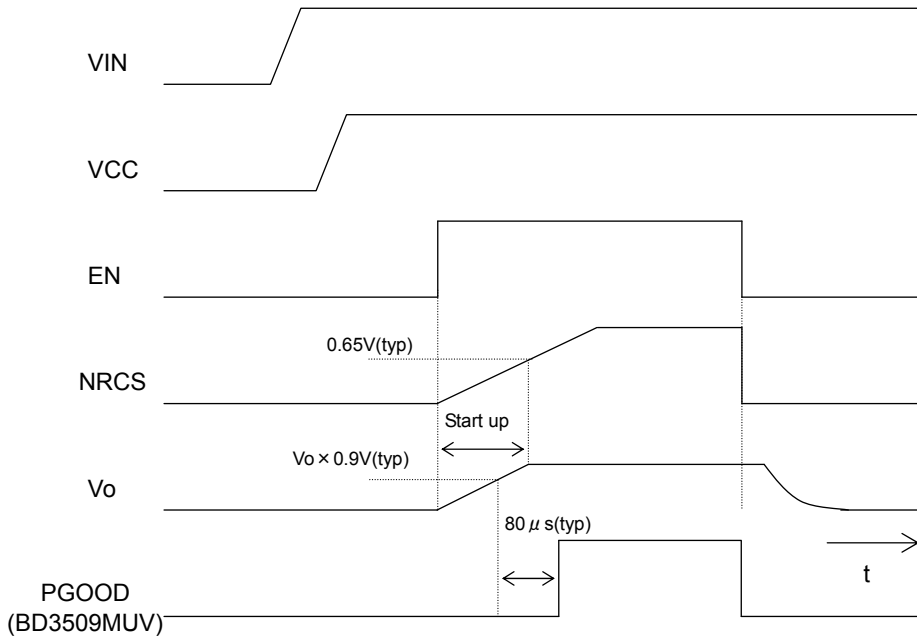 VIN
VCC
EN
0.65V(typ)
NRCS
Start up
Vo×0.9V(typ)
Vo
80μs(typ)
t
PGOOD
(BD3509MUV)